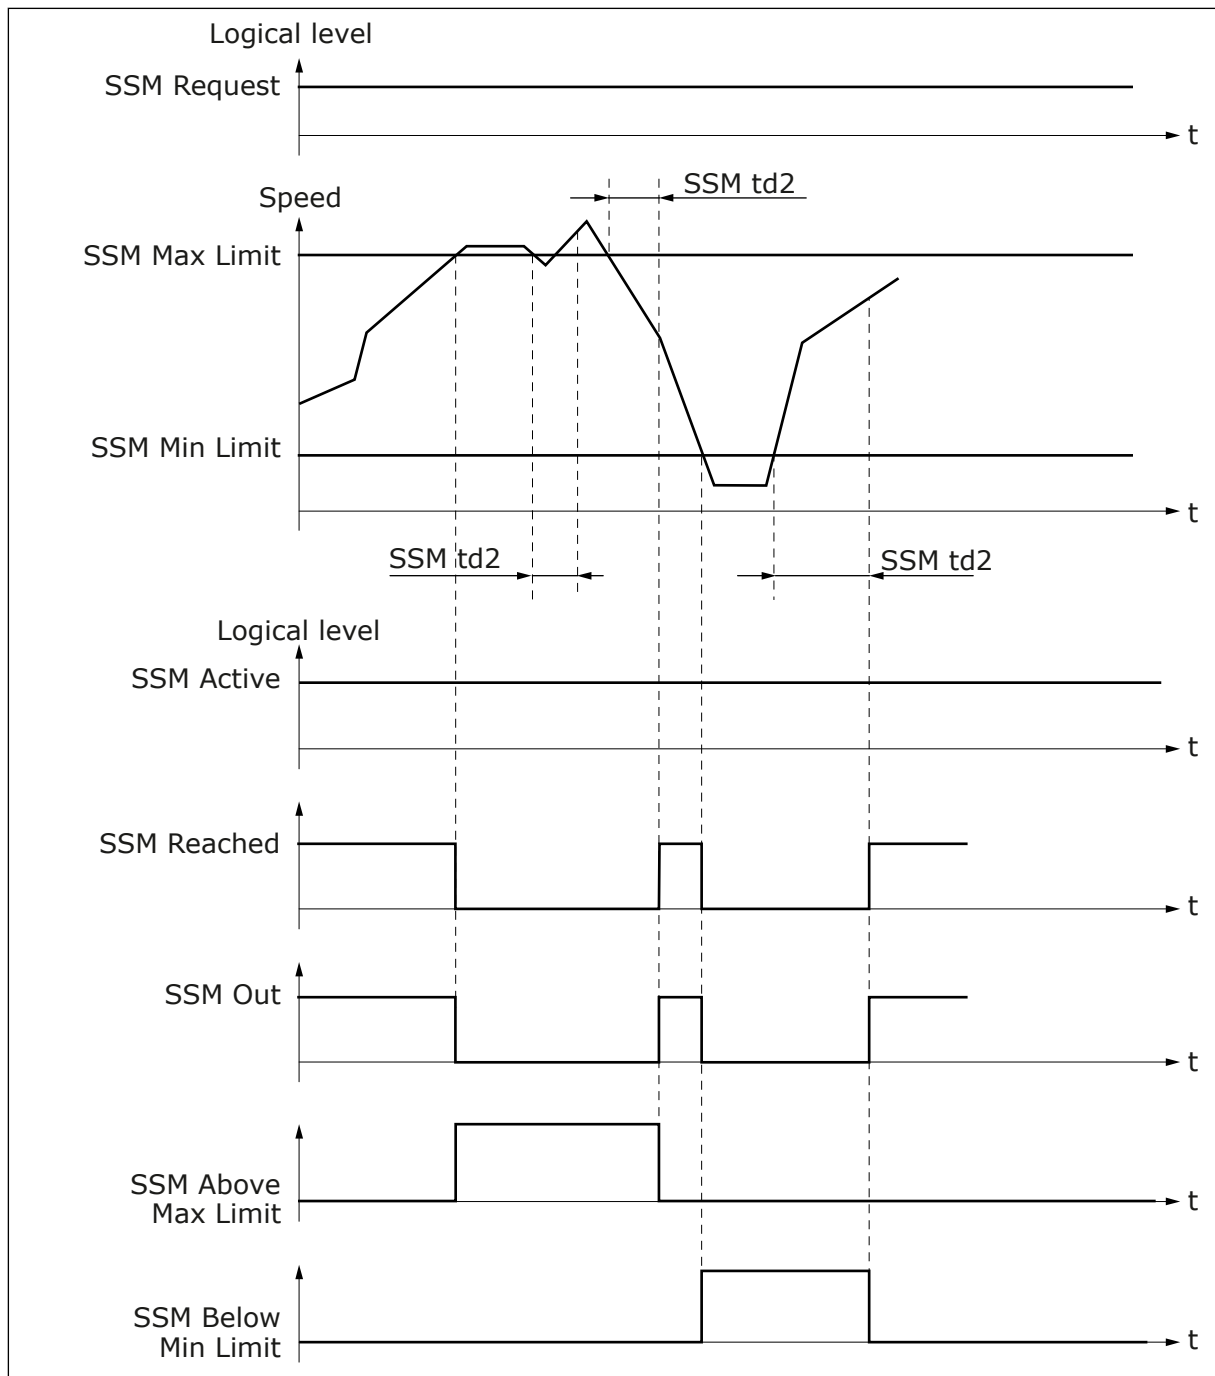 Logical level
SSM Request
t
SSM td2
Speed
SSM Max Limit
SSM Min Limit
t
SSM td2
SSM td2
Logical level
SSM Active
t
SSM Reached
t
SSM Out
t
SSM Above
Max Limit
t
SSM Below
Min Limit
t